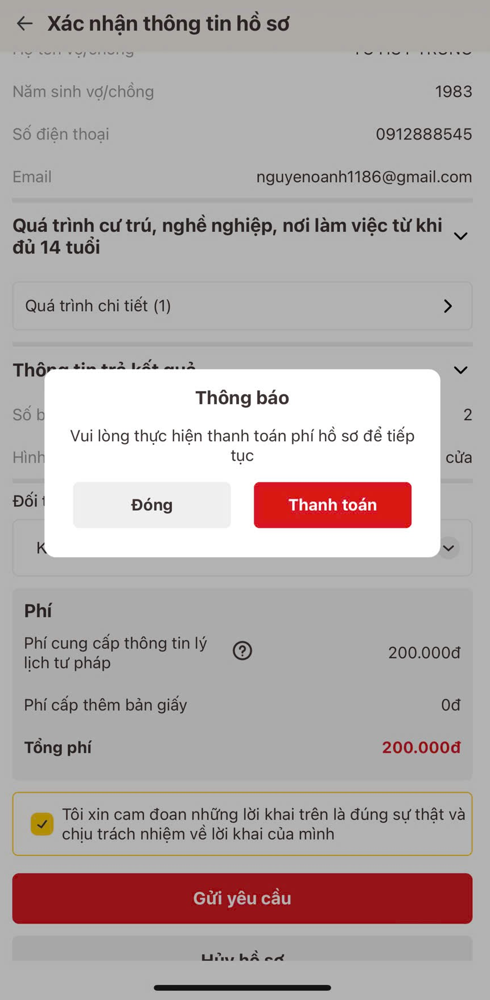 Xác nhận thông tin hồ sơ
Năm sinh vợ/chồng 1983
Số điện thoại 0912888545
Email nguyenoanh1186@gmail.com
Quá trình cư trú, nghề nghiệp, nơi làm việc từ khi
đủ 14 tuổi
Quá trình chi tiết (1)
Thông tin trả kết quả
Thông báo
Số 2
Vui lòng thực hiện thanh toán phí hồ sơ để tiếp
tục
Hình cửa
Đối
Đóng Thanh toán
Phí
Phí cung cấp thông tin lý
lịch tư pháp
200.000đ
Phí cấp thêm bản giấy 0đ
Tổng phí 200.000đ
Tôi xin cam đoan những lời khai trên là đúng sự thật và
chịu trách nhiệm về lời khai của mình
Gửi yêu cầu
Hủy hồ sơ